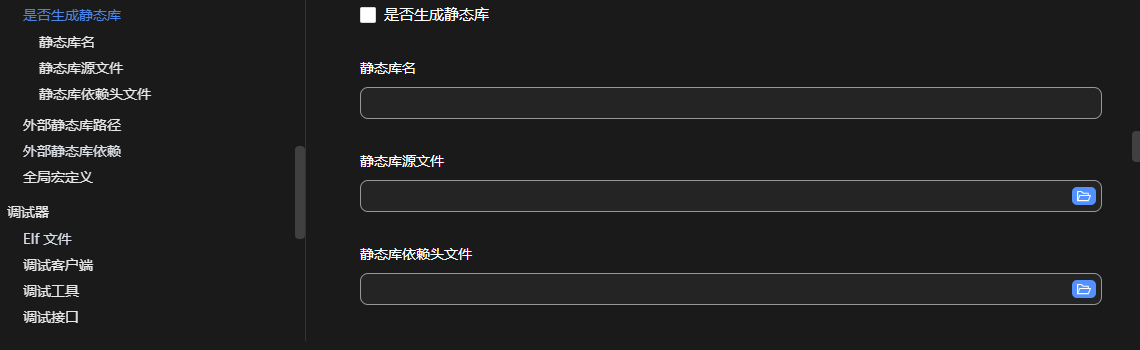 是否生成静态库
静态库名
静态库源文件
静态库依赖头文件
外部静态库路径
外部静态库依赖
全局宏定义
调试器
Elf 文件
调试客户端
调试工具
调试接口
是否生成静态库
静态库名
静态库源文件
静态库依赖头文件